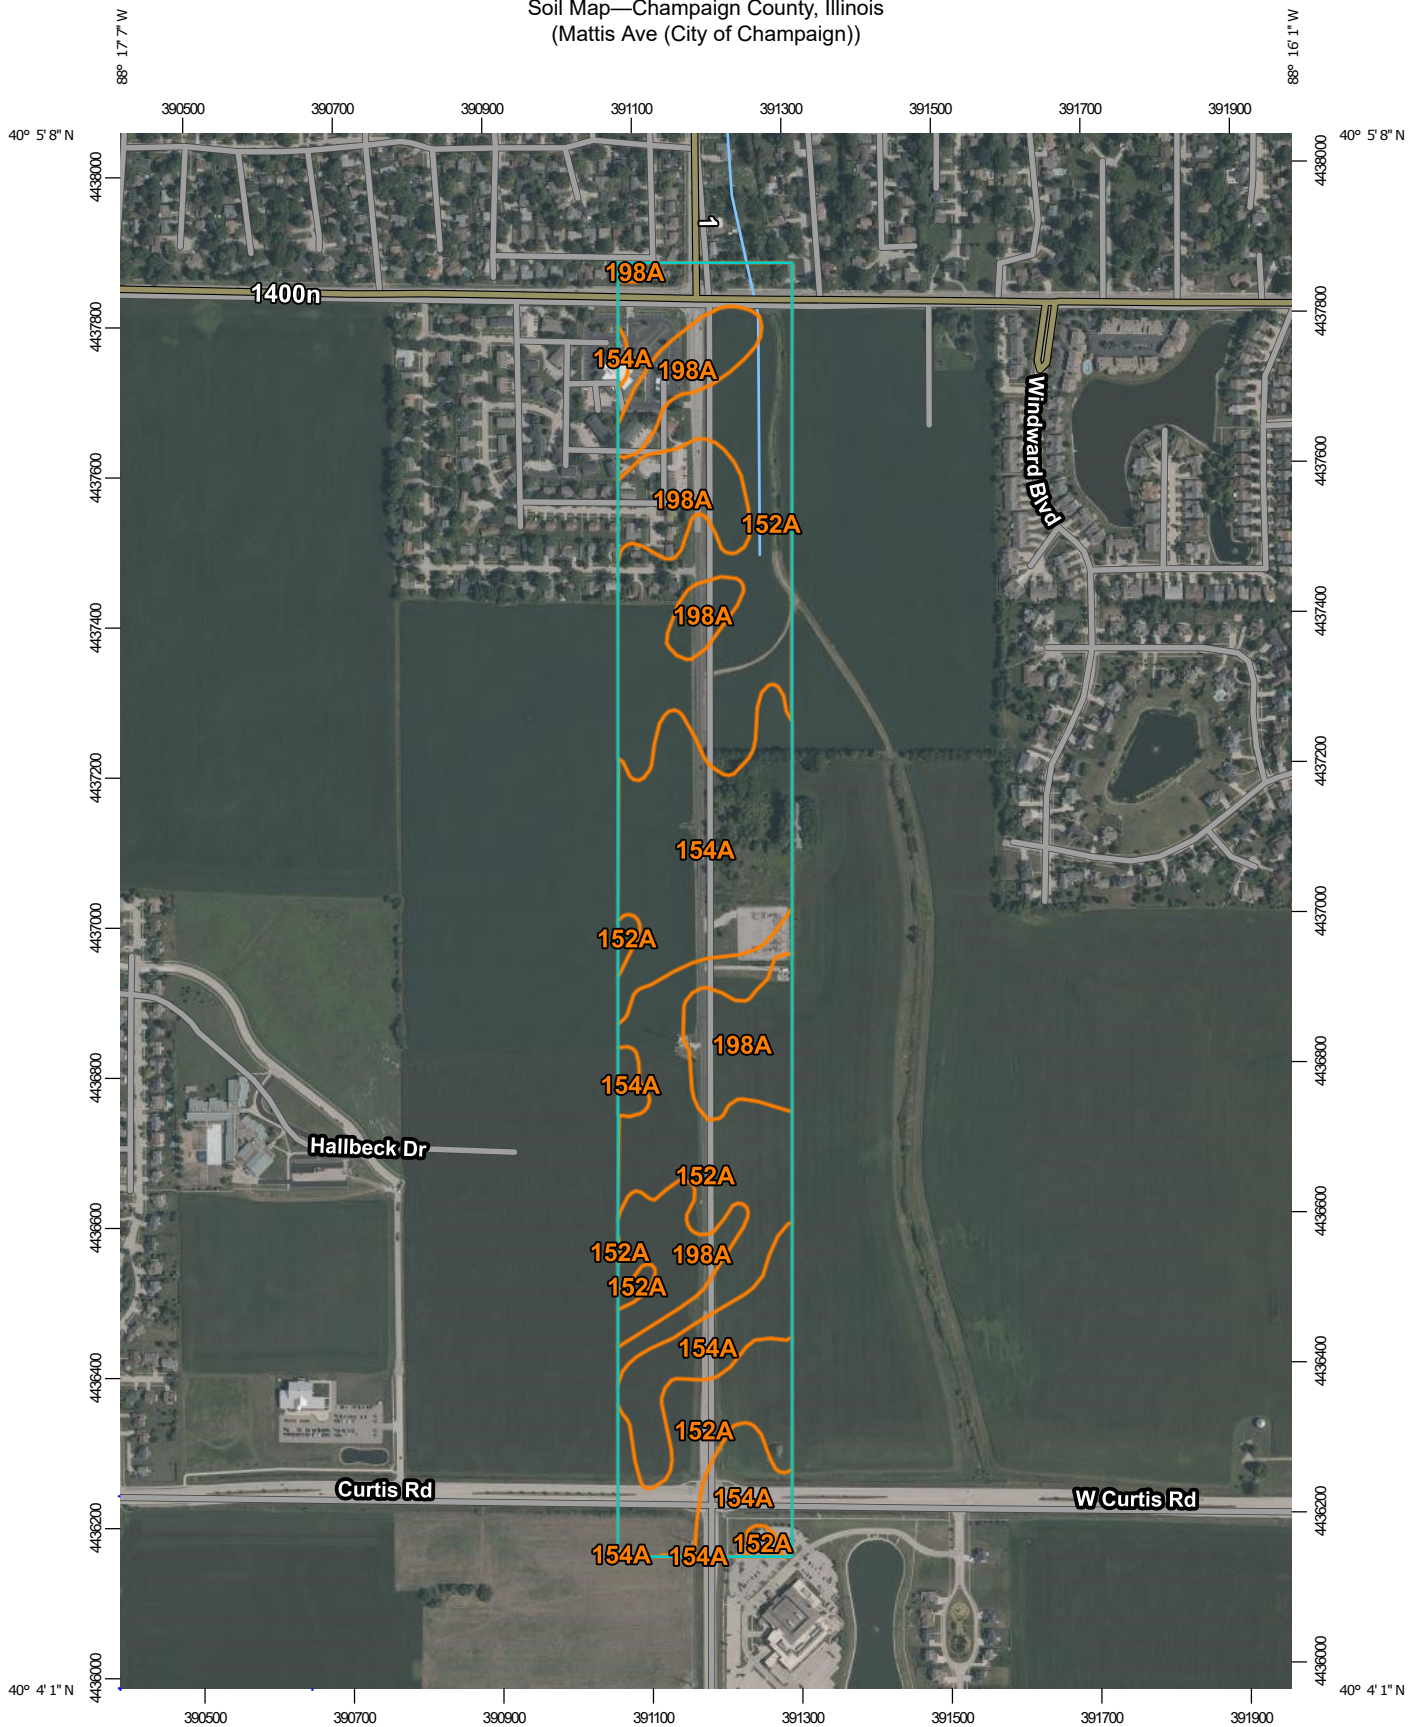 Soil Map—Champaign County, Illinois
(Mattis Ave (City of Champaign))
88° 17' 7'' W
88° 16' 1'' W
390500 390700 390900 391100 391300 391500 391700 391900
40° 5' 8'' N
40° 5' 8'' N
4438000
4438000
1
198A
1400n
4437800
4437800
154A
198A
Windward Blvd
4437600
4437600
198A
152A
4437400
4437400
198A
4437200
4437200
154A
4437000
4437000
152A
198A
4436800
4436800
154A
Hallbeck Dr
152A
4436600
4436600
152A
198A
152A
154A
4436400
4436400
152A
Curtis Rd
154A
W Curtis Rd
4436200
4436200
152A
154A
154A
4436000
4436000
40° 4' 1'' N
40° 4' 1'' N
390500 390700 390900 391100 391300 391500 391700 391900